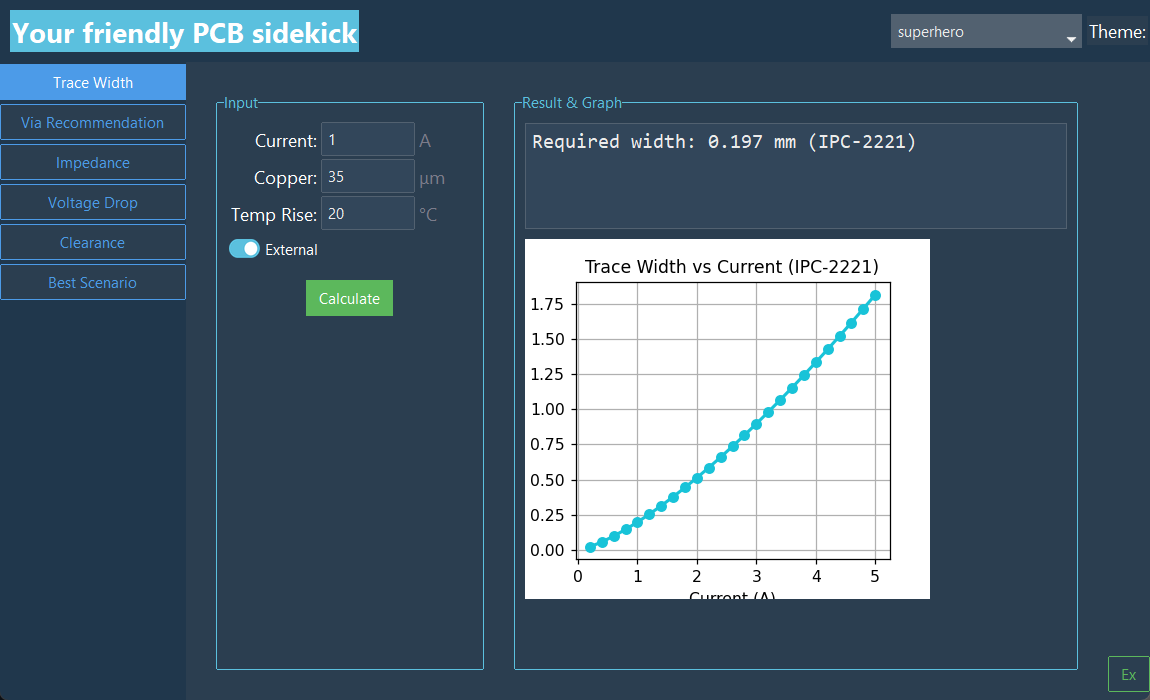 Your friendly PCB sidekick
superhero
Theme:
Trace Width
Via Recommendation
Impedance
Voltage Drop
Clearance
Best Scenario
Input
Current: 1 A
Copper: 35 µm
Temp Rise: 20 °C
External
Calculate
Result & Graph
Required width: 0.197 mm (IPC-2221)
Trace Width vs Current (IPC-2221)
1.75
1.50
1.25
1.00
0.75
0.50
0.25
0.00
0 1 2 3 4 5
Current (A)
Ex